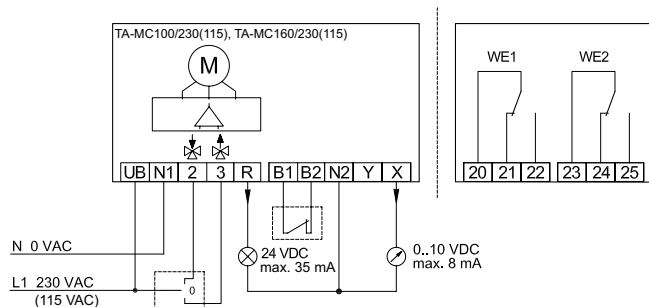 TA-MC100/230(115), TA-MC160/230(115)
M
WE1 WE2
UB N1 2 3 R B1 B2 N2 Y X
20 21 22 23 24 25
N 0 VAC
24 VDC
max. 35 mA
0..10 VDC
max. 8 mA
L1 230 VAC
(115 VAC)
0